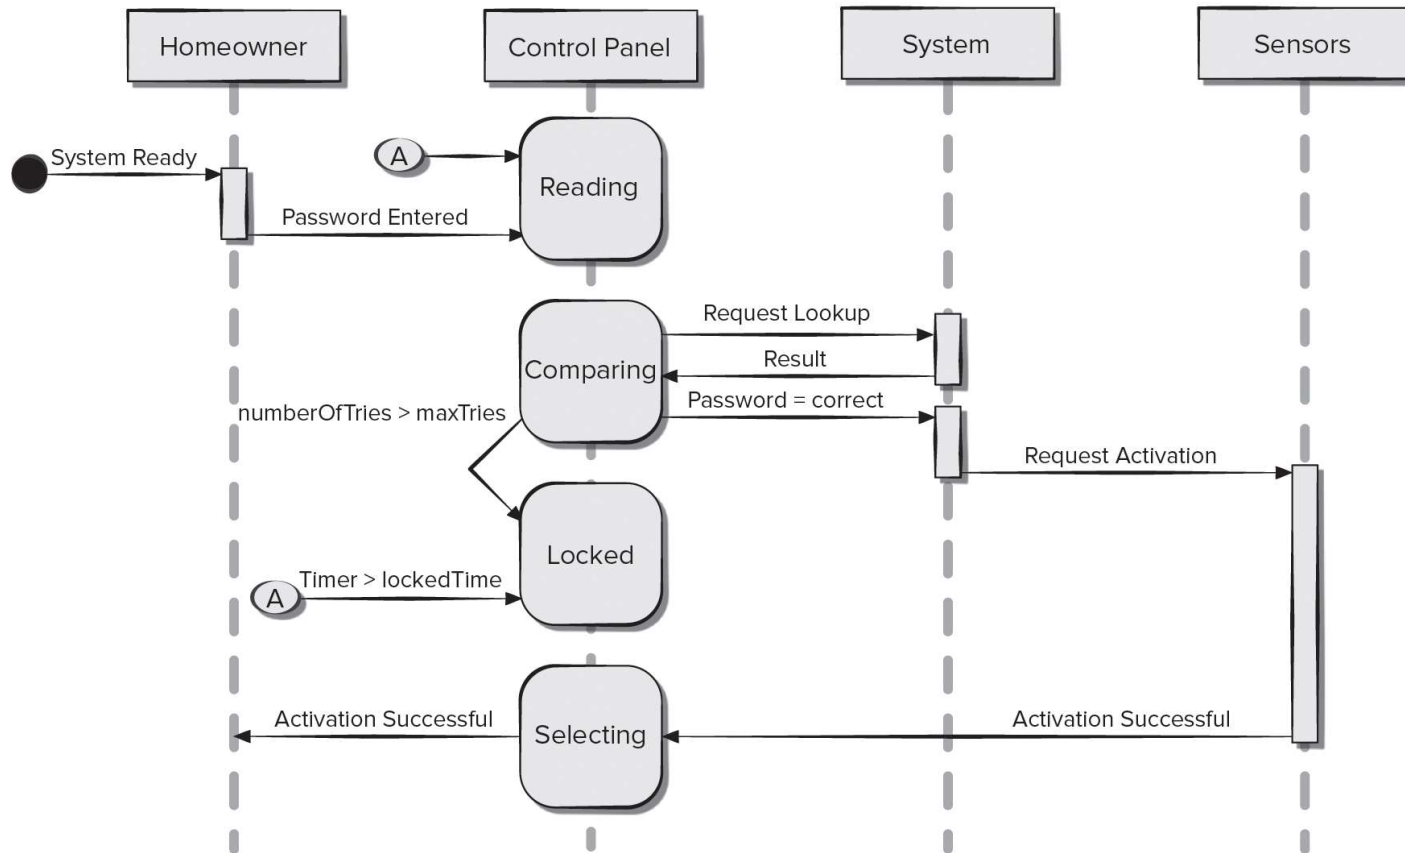 Homeowner
Control Panel
System
Sensors
System Ready
A
Reading
Password Entered
Request Lookup
Comparing
Result
Password = correct
numberOfTries > maxTries
Request Activation
Locked
Timer > lockedTime
A
Activation Successful
Selecting
Activation Successful